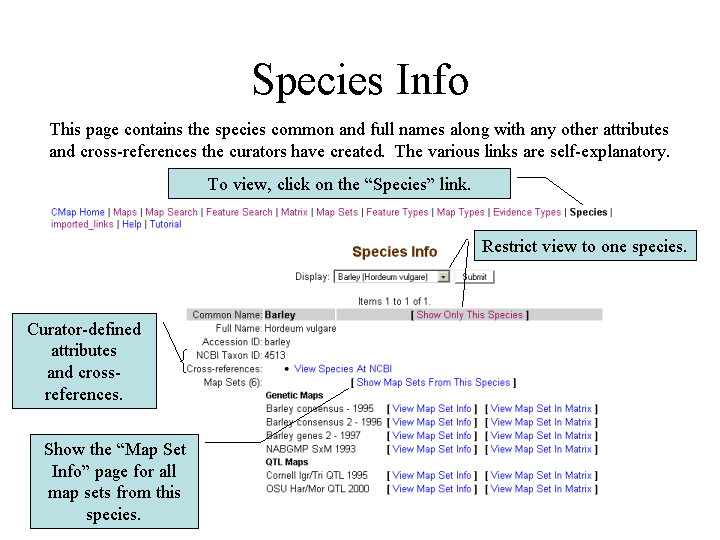 Species Info
This page contains the species common and full names along with any other attributes
and cross-references the curators have created. The various links are self-explanatory.
To view, click on the “Species” link.
CMap Home | Maps | Map Search | Feature Search | Matrix | Map Sets | Feature Types | Map Types | Evidence Types | Species |
imported_links | Help | Tutorial
Restrict view to one species.
Species Info
Display: Barley (Hordeum vulgare) Submit
Items 1 to 1 of 1.
Common Name: Barley [ Show Only This Species ]
Full Name: Hordeum vulgare
Accession ID: barley
NCBI Taxon ID: 4513
Cross-references: • View Species At NCBI
Map Sets (6): [ Show Map Sets From This Species ]
Curator-defined
attributes
and cross-
references.
Genetic Maps
Barley consensus - 1995 [ View Map Set Info ] [ View Map Set In Matrix ]
Barley consensus 2 - 1996 [ View Map Set Info ] [ View Map Set In Matrix ]
Barley genes 2 - 1997 [ View Map Set Info ] [ View Map Set In Matrix ]
NABGMP SxM 1993 [ View Map Set Info ] [ View Map Set In Matrix ]
QTL Maps
Cornell Igr/Tri QTL 1995 [ View Map Set Info ] [ View Map Set In Matrix ]
OSU Har/Mor QTL 2000 [ View Map Set Info ] [ View Map Set In Matrix ]
Show the “Map Set
Info” page for all
map sets from this
species.